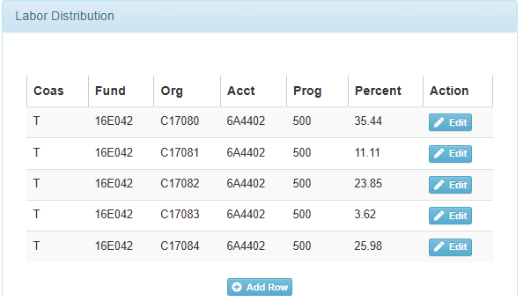 Labor Distribution
Coas Fund Org Acct Prog Percent Action
T 16E042 C17080 6A4402 500 35.44 Edit
T 16E042 C17081 6A4402 500 11.11 Edit
T 16E042 C17082 6A4402 500 23.85 Edit
T 16E042 C17083 6A4402 500 3.62 Edit
T 16E042 C17084 6A4402 500 25.98 Edit
Add Row